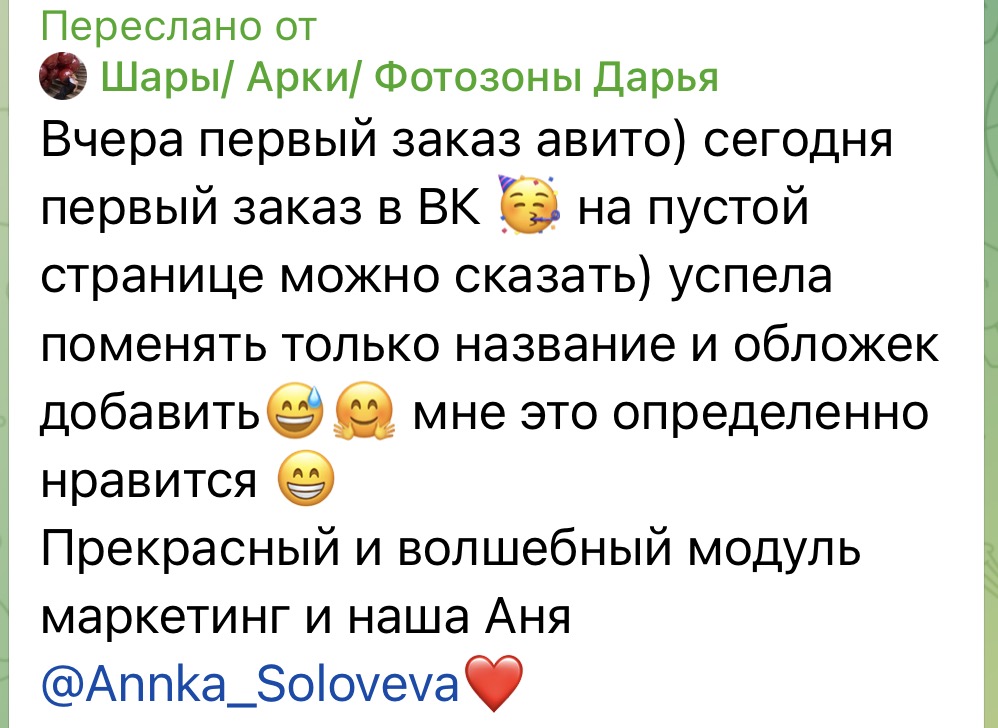 Переслано от
Шары/ Арки/ Фотозоны Дарья
Вчера первый заказ авито) сегодня
первый заказ в ВК 🥳 на пустой
странице можно сказать) успела
поменять только название и обложек
добавить😅🤗 мне это определенно
нравится 😁
Прекрасный и волшебный модуль
маркетинг и наша Аня
@Annka_Soloveva❤️